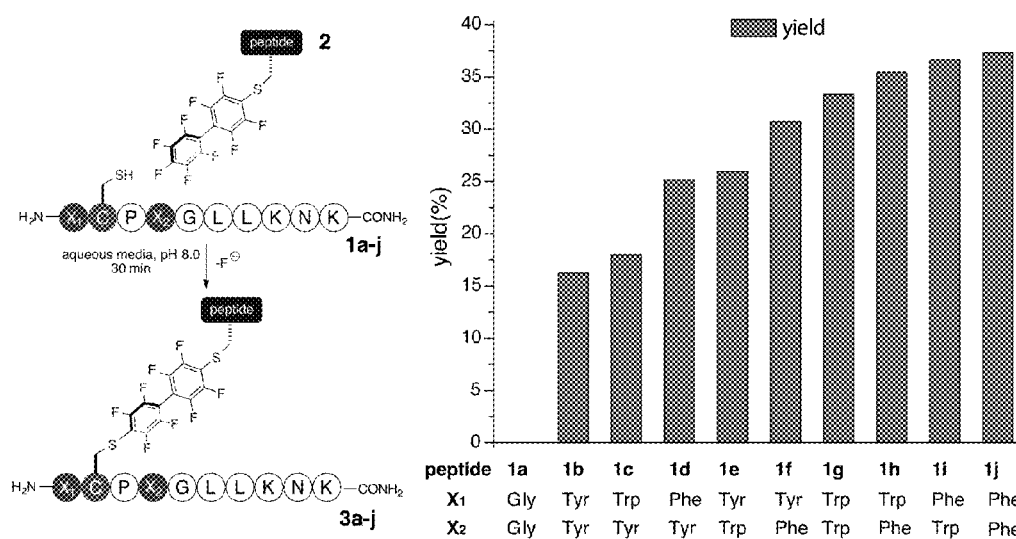 peptide 2
F F S F F F F F F F F F
SH
H₂N X₁ C P X₂ G L L K N K CONH₂
1a-j
aqueous media, pH 8.0
30 min
-F⊖
peptide
F F S F F F F F F F S
H₂N C P G L L K N K CONH₂
3a-j
yield
yield(%)
40
35
30
25
20
15
10
5
0
peptide 1a 1b 1c 1d 1e 1f 1g 1h 1i 1j
X₁ Gly Tyr Trp Phe Tyr Tyr Trp Trp Phe Phe
X₂ Gly Tyr Tyr Tyr Trp Phe Trp Phe Trp Phe